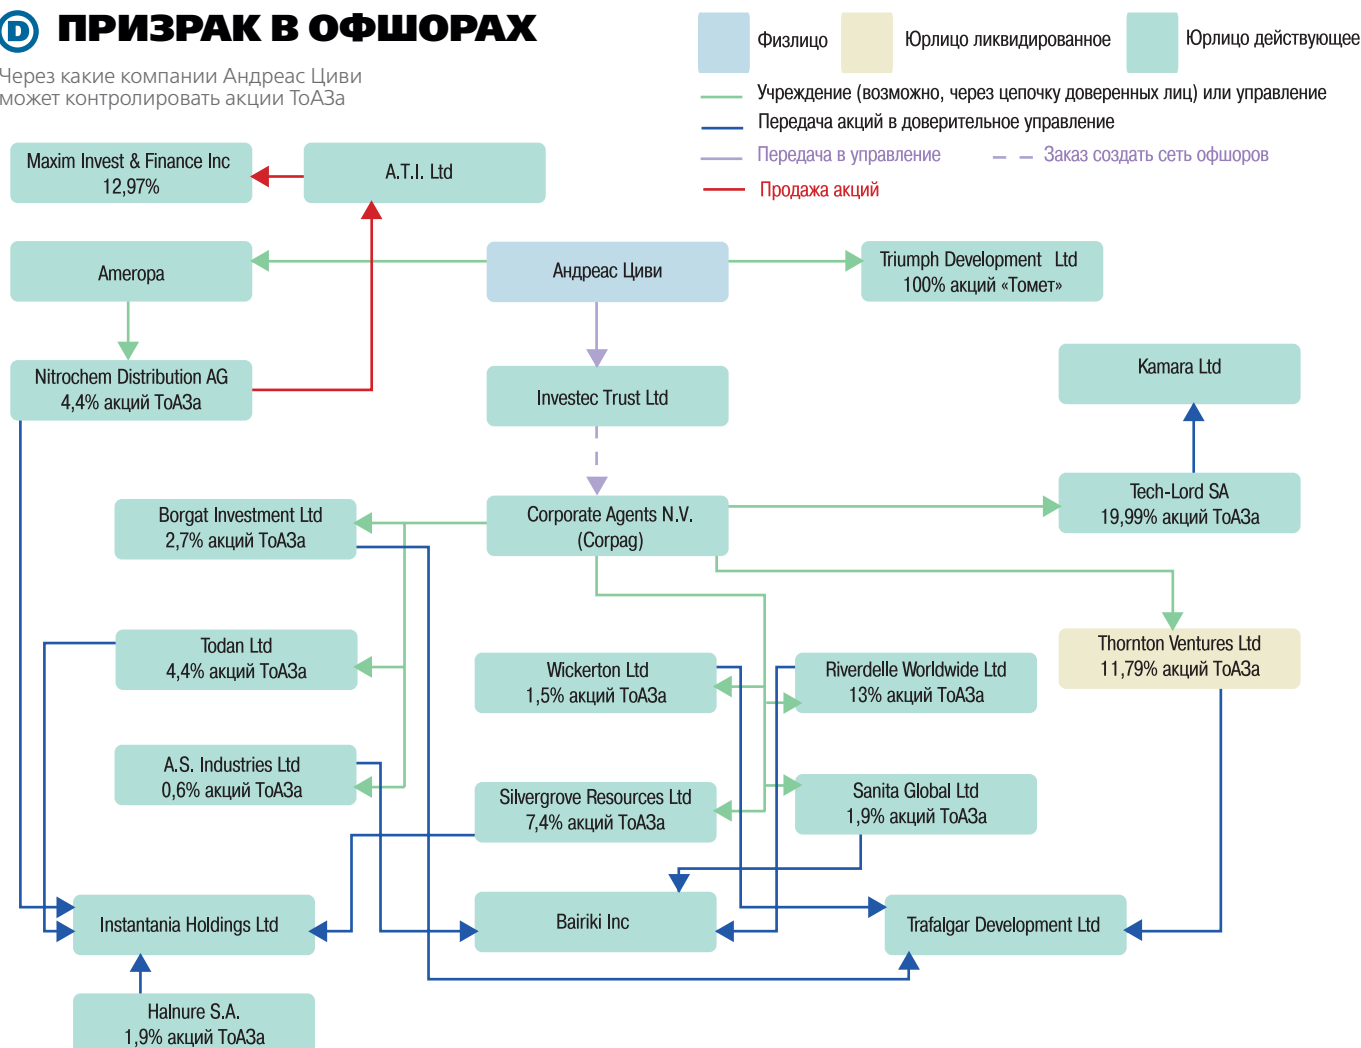 D
ПРИЗРАК В ОФШОРАХ
Через какие компании Андреас Циви
может контролировать акции ТоАЗа
Физлицо
Юрлицо ликвидированное
Юрлицо действующее
Учреждение (возможно, через цепочку доверенных лиц) или управление
Передача акций в доверительное управление
Передача в управление
Заказ создать сеть офшоров
Продажа акций
Maxim Invest & Finance Inc
12,97%
A.T.I. Ltd
Ameropa
Андреас Циви
Triumph Development Ltd
100% акций «Томет»
Nitrochem Distribution AG
4,4% акций ТоАЗа
Investec Trust Ltd
Kamara Ltd
Borgat Investment Ltd
2,7% акций ТоАЗа
Corporate Agents N.V.
(Corpag)
Tech-Lord SA
19,99% акций ТоАЗа
Todan Ltd
4,4% акций ТоАЗа
Wickerton Ltd
1,5% акций ТоАЗа
Riverdelle Worldwide Ltd
13% акций ТоАЗа
Thornton Ventures Ltd
11,79% акций ТоАЗа
A.S. Industries Ltd
0,6% акций ТоАЗа
Silvergrove Resources Ltd
7,4% акций ТоАЗа
Sanita Global Ltd
1,9% акций ТоАЗа
Instantania Holdings Ltd
Bairiki Inc
Trafalgar Development Ltd
Halnure S.A.
1,9% акций ТоАЗа